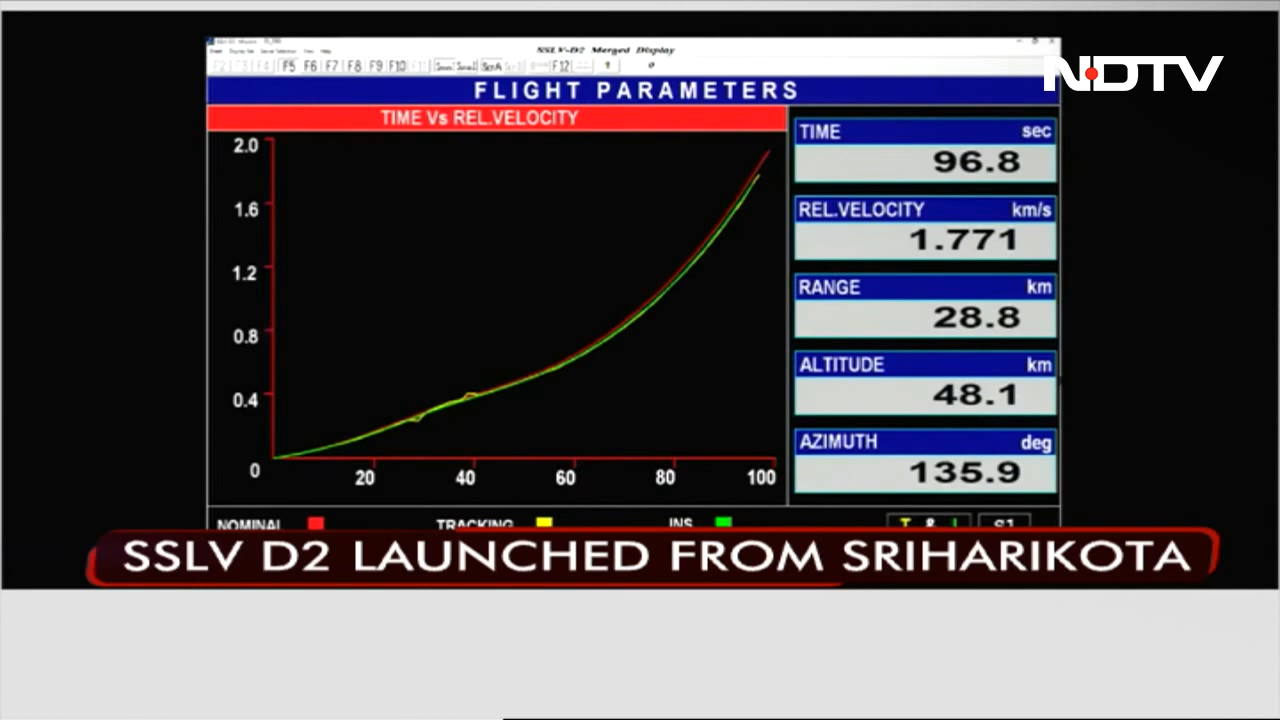 SSLV-D2 Merged Display
F5 F6 F7 F8 F9 F10 F12
NDTV
FLIGHT PARAMETERS
TIME Vs REL.VELOCITY
2.0
1.6
1.2
0.8
0.4
0
20 40 60 80 100
TIME sec
96.8
REL.VELOCITY km/s
1.771
RANGE km
28.8
ALTITUDE km
48.1
AZIMUTH deg
135.9
NOMINAL TRACKING INS T & I S1
SSLV D2 LAUNCHED FROM SRIHARIKOTA